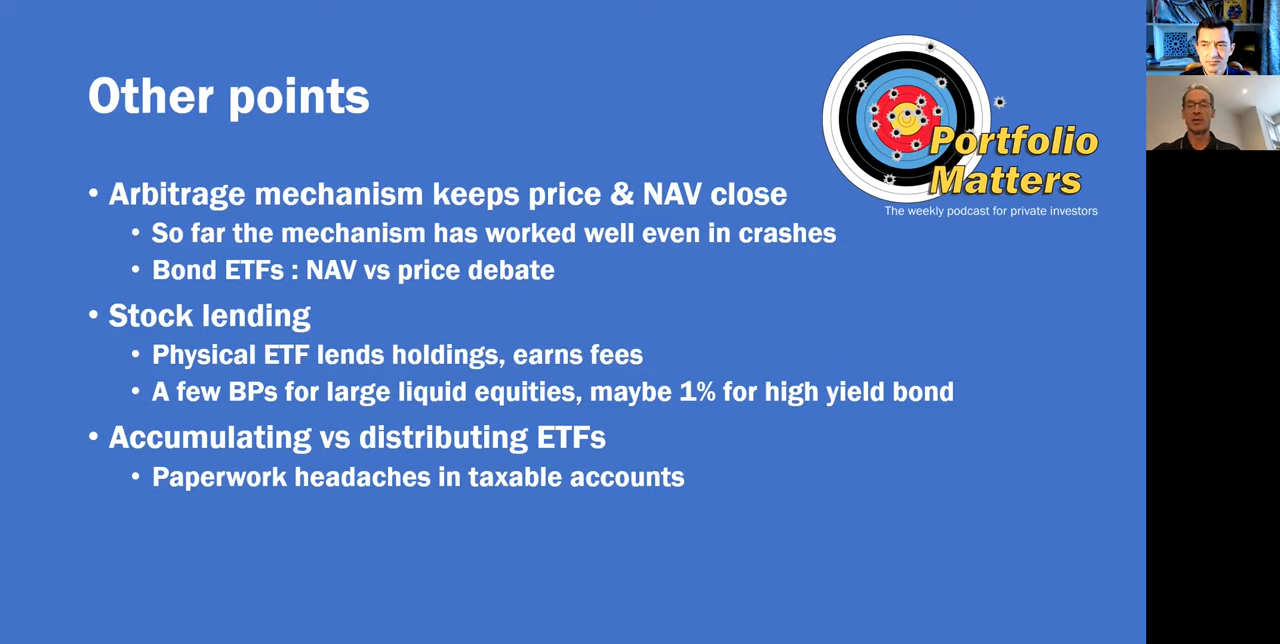 Other points
Portfolio
Matters
The weekly podcast for private investors
• Arbitrage mechanism keeps price & NAV close
• So far the mechanism has worked well even in crashes
• Bond ETFs : NAV vs price debate
• Stock lending
• Physical ETF lends holdings, earns fees
• A few BPs for large liquid equities, maybe 1% for high yield bond
• Accumulating vs distributing ETFs
• Paperwork headaches in taxable accounts